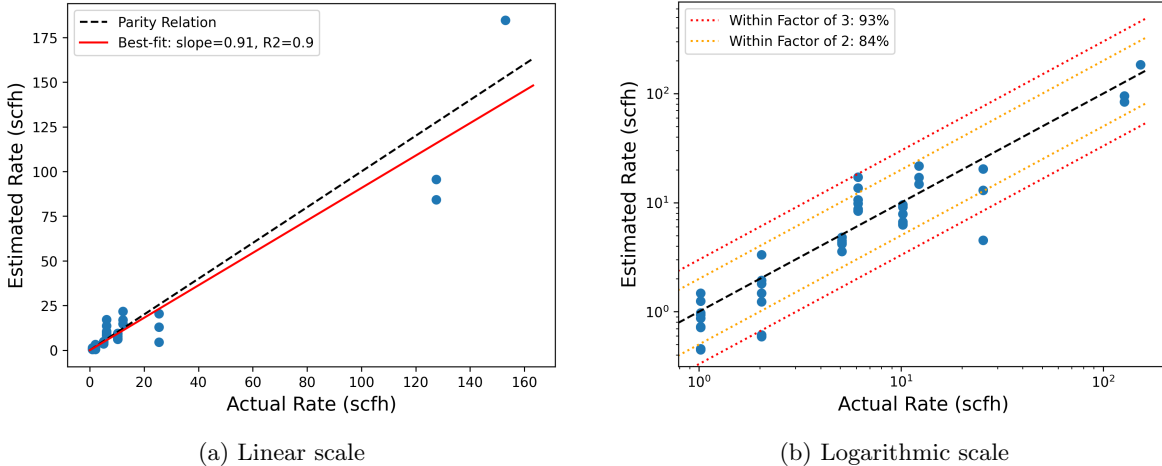 Parity Relation
Best-fit: slope=0.91, R2=0.9
175
150
125
100
75
50
25
0
Estimated Rate (scfh)
0 20 40 60 80 100 120 140 160
Actual Rate (scfh)
(a) Linear scale
Within Factor of 3: 93%
Within Factor of 2: 84%
10²
10¹
10⁰
Estimated Rate (scfh)
10⁰ 10¹ 10²
Actual Rate (scfh)
(b) Logarithmic scale